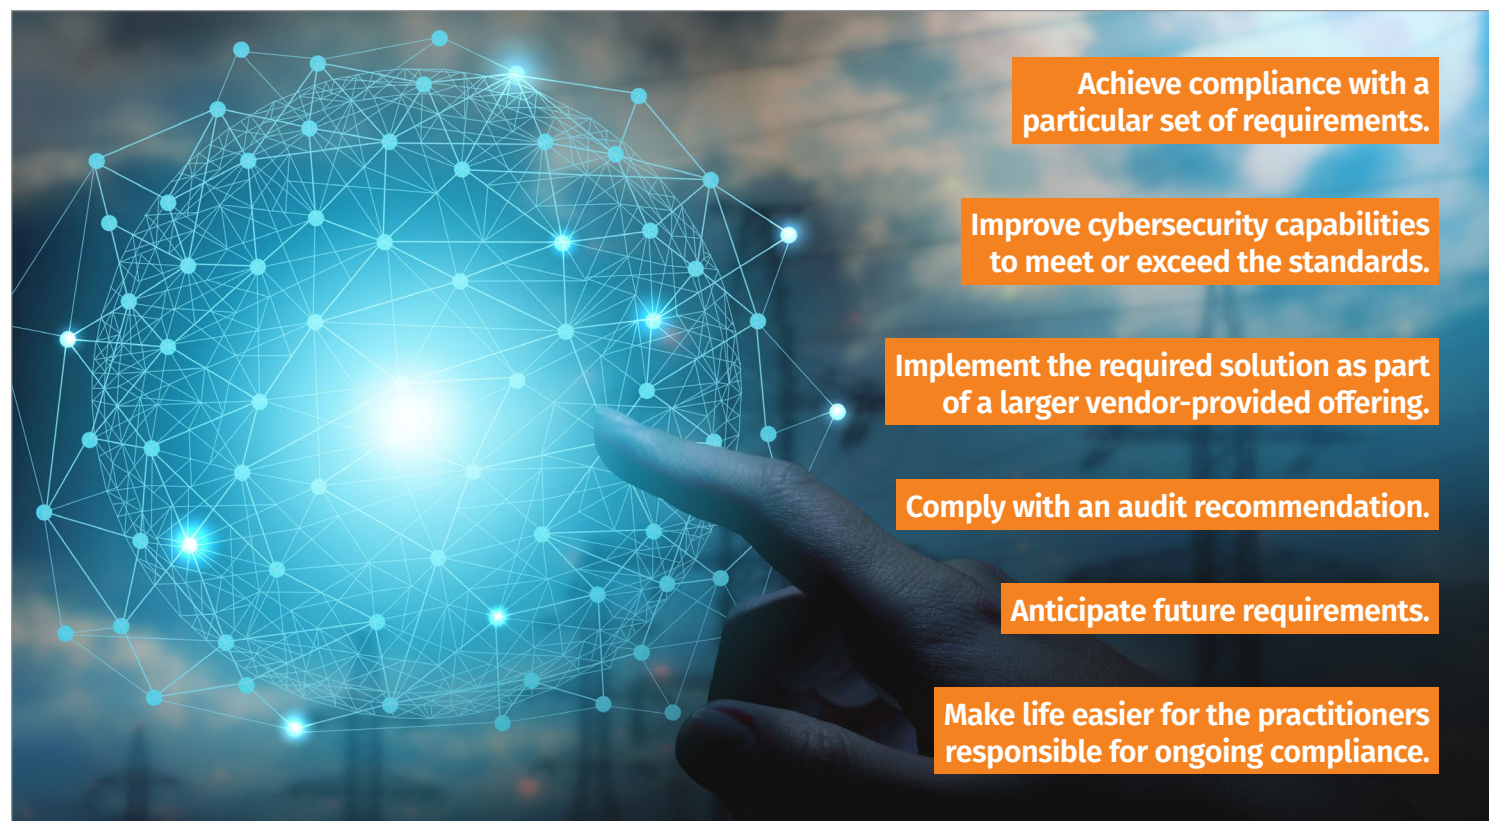 Achieve compliance with a
particular set of requirements.
Improve cybersecurity capabilities
to meet or exceed the standards.
Implement the required solution as part
of a larger vendor-provided offering.
Comply with an audit recommendation.
Anticipate future requirements.
Make life easier for the practitioners
responsible for ongoing compliance.